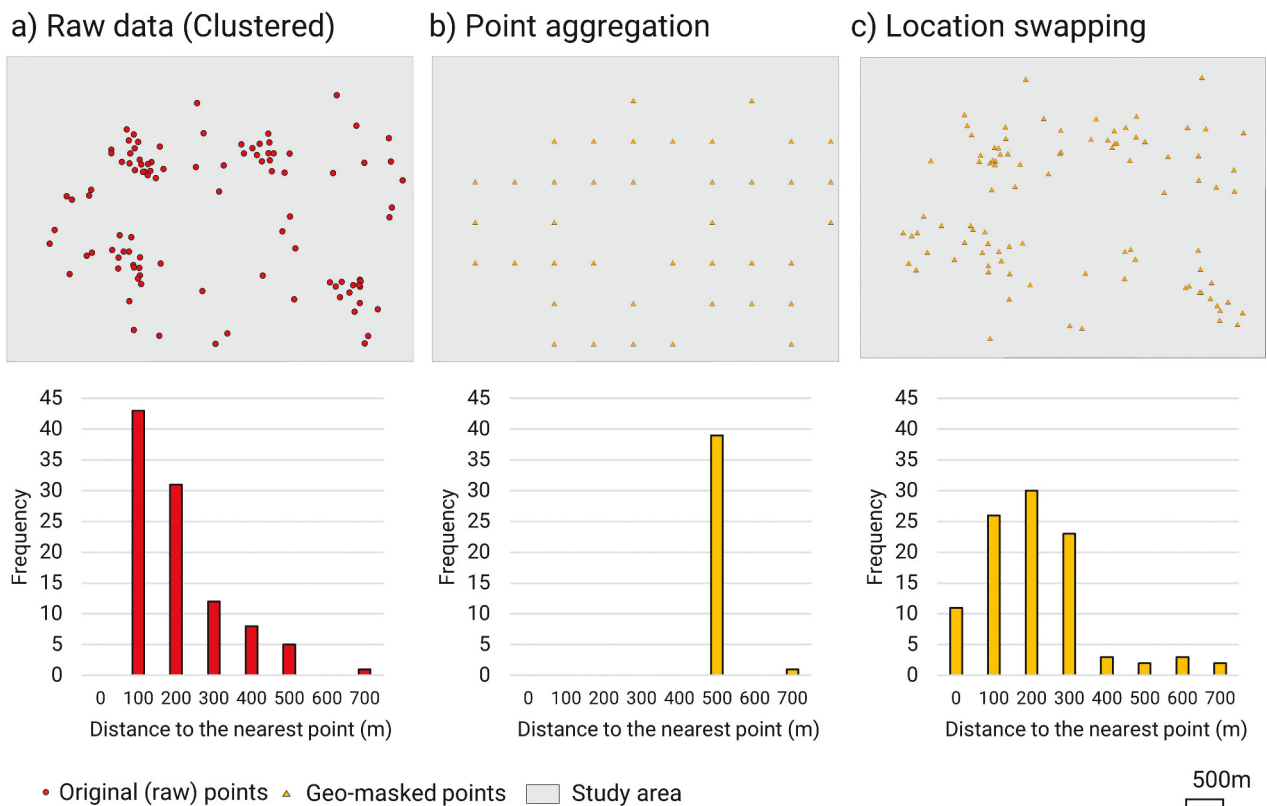 a) Raw data (Clustered)
b) Point aggregation
c) Location swapping
45
40
35
30
25
20
15
10
5
0
Frequency
0 100 200 300 400 500 600 700
Distance to the nearest point (m)
45
40
35
30
25
20
15
10
5
0
Frequency
0 100 200 300 400 500 600 700
Distance to the nearest point (m)
45
40
35
30
25
20
15
10
5
0
Frequency
0 100 200 300 400 500 600 700
Distance to the nearest point (m)
Original (raw) points Geo-masked points Study area
500m